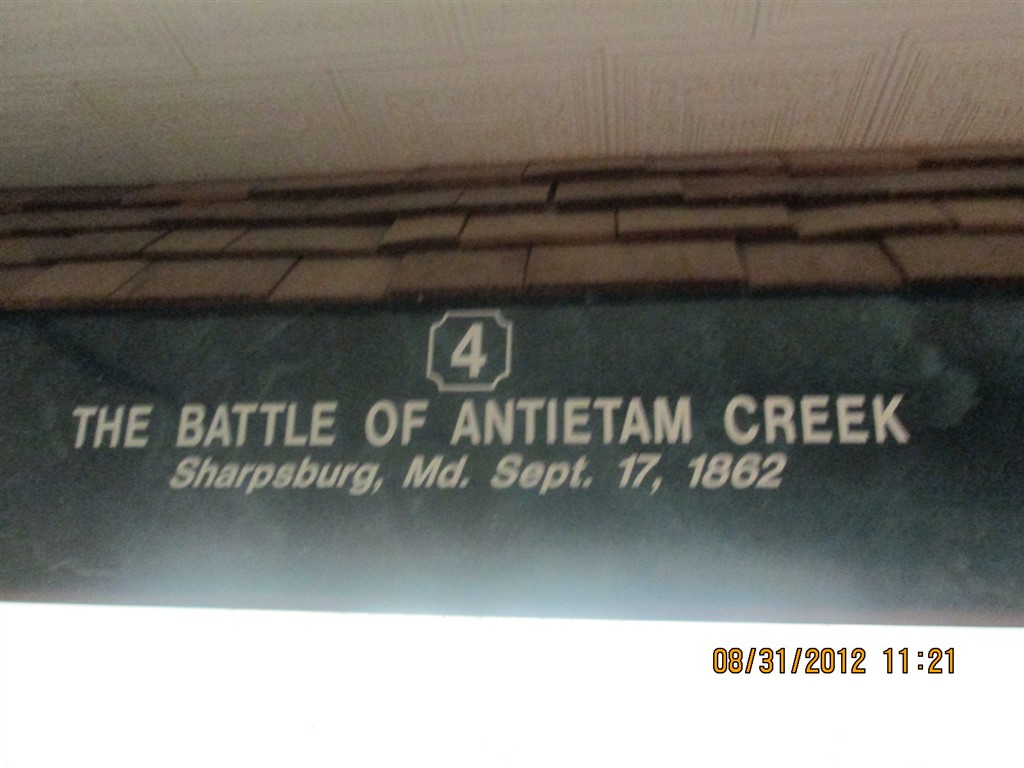 4
THE BATTLE OF ANTIETAM CREEK
Sharpsburg, Md. Sept. 17, 1862
08/31/2012 11:21